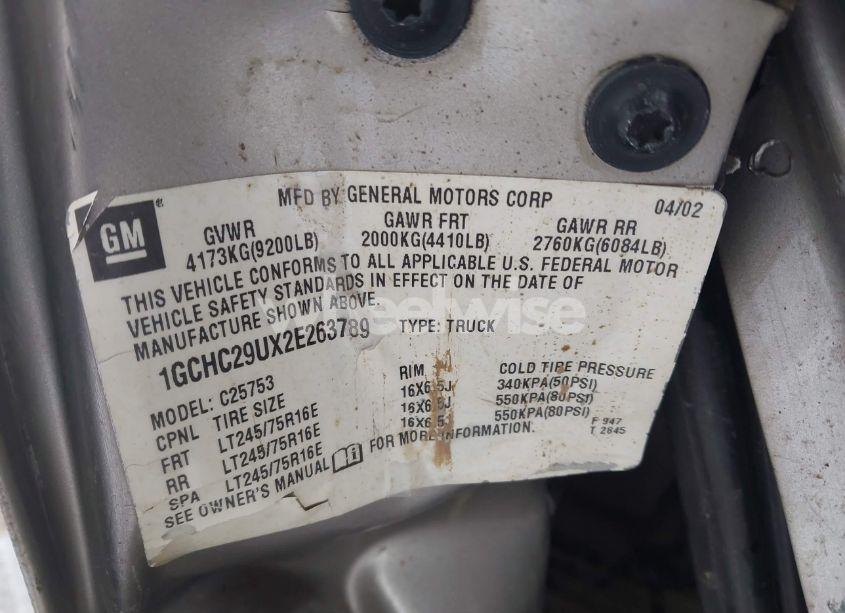 MFD BY GENERAL MOTORS CORP 04/02
GM
GVWR GAWR FRT GAWR RR
4173KG(9200LB) 2000KG(4410LB) 2760KG(6084LB)
THIS VEHICLE CONFORMS TO ALL APPLICABLE U.S. FEDERAL MOTOR
VEHICLE SAFETY STANDARDS IN EFFECT ON THE DATE OF
MANUFACTURE SHOWN ABOVE.
1GCHC29UX2E263789 TYPE: TRUCK
wheelwise
MODEL: C25753
CPNL TIRE SIZE RIM COLD TIRE PRESSURE
FRT LT245/75R16E 16X6.5J 340KPA(50PSI)
RR LT245/75R16E 16X6.5J 550KPA(80PSI)
SPA LT245/75R16E 16X6.5J 550KPA(80PSI)
SEE OWNER'S MANUAL FOR MORE INFORMATION.
F 947
T 2645